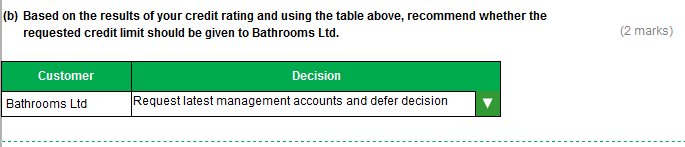 (b) Based on the results of your credit rating and using the table above, recommend whether the
requested credit limit should be given to Bathrooms Ltd. (2 marks)
Customer Decision
Bathrooms Ltd Request latest management accounts and defer decision